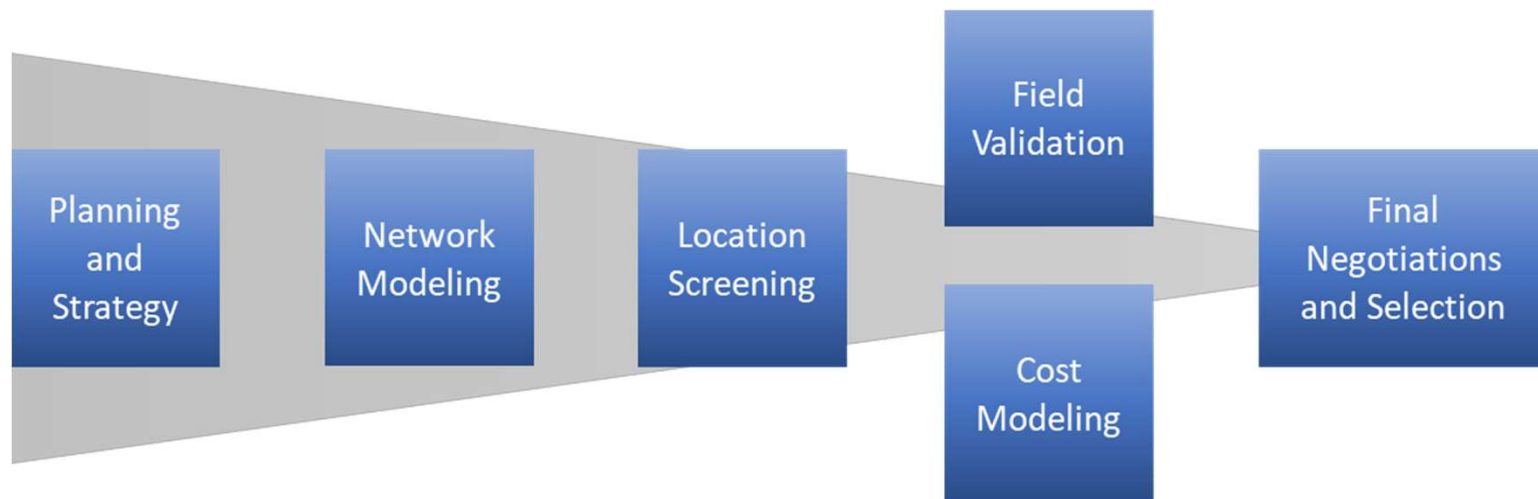 Planning
and
Strategy
Network
Modeling
Location
Screening
Field
Validation
Cost
Modeling
Final
Negotiations
and Selection